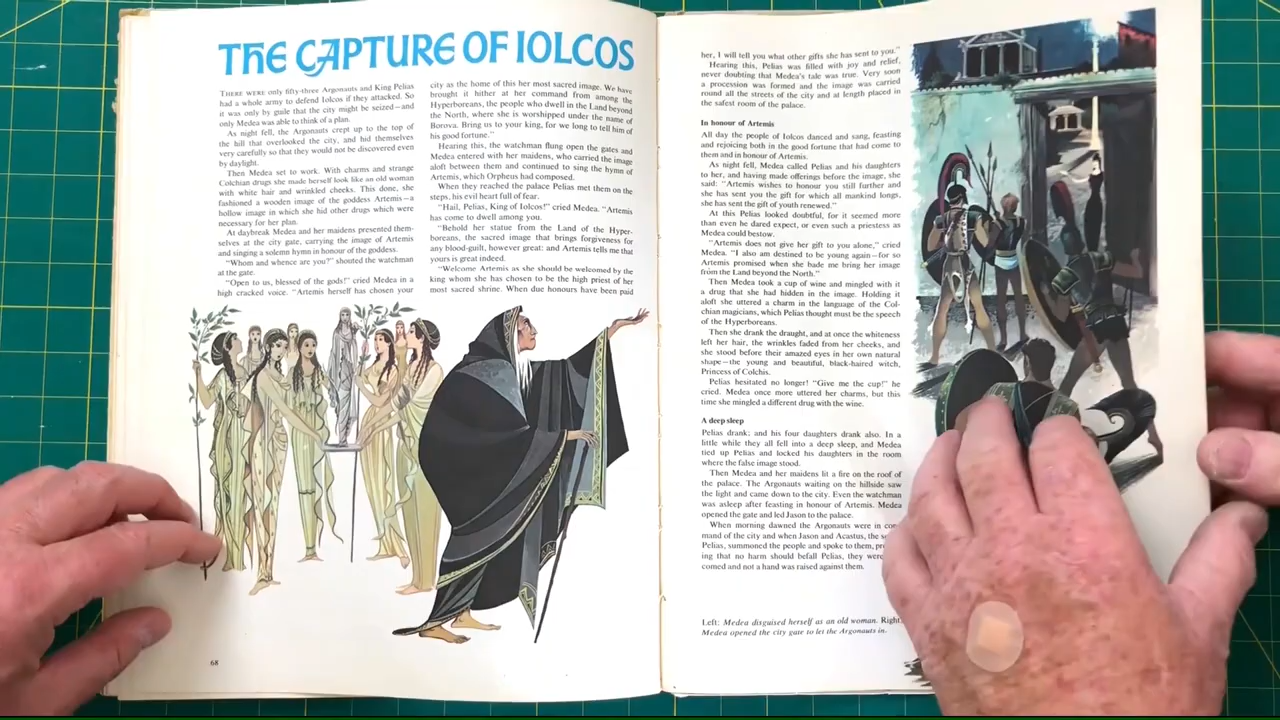 THE CAPTURE OF IOLCOS
THERE WERE only fifty-three Argonauts and King Pelias
had a whole army to defend Iolcos if they attacked. So
it was only by guile that the city might be seized—and
only Medea was able to think of a plan.
As night fell, the Argonauts crept up to the top of
the hill that overlooked the city, and hid themselves
very carefully so that they would not be discovered even
by daylight.
Then Medea set to work. With charms and strange
Colchian drugs she made herself look like an old woman
with white hair and wrinkled cheeks. This done, she
fashioned a wooden image of the goddess Artemis—a
hollow image in which she hid other drugs which were
necessary for her plan.
At daybreak Medea and her maidens presented them-
selves at the city gate, carrying the image of Artemis
and singing a solemn hymn in honour of the goddess.
"Whom and whence are you?" shouted the watchman
at the gate.
"Open to us, blessed of the gods!" cried Medea in a
high cracked voice. "Artemis herself has chosen your
city as the home of this her most sacred image. We have
brought it hither at her command from among the
Hyperboreans, the people who dwell in the Land beyond
the North, where she is worshipped under the name of
Borova. Bring us to your king, for we long to tell him of
his good fortune."
Hearing this, the watchman flung open the gates and
Medea entered with her maidens, who carried the image
aloft between them and continued to sing the hymn of
Artemis, which Orpheus had composed.
When they reached the palace Pelias met them on the
steps, his evil heart full of fear.
"Hail, Pelias, King of Iolcos!" cried Medea. "Artemis
has come to dwell among you.
"Behold her statue from the Land of the Hyper-
boreans, the sacred image that brings forgiveness for
any blood-guilt, however great: and Artemis tells me that
yours is great indeed.
"Welcome Artemis as she should be welcomed by the
king whom she has chosen to be the high priest of her
most sacred shrine. When due honours have been paid
68
her, I will tell you what other gifts she has sent to you."
Hearing this, Pelias was filled with joy and relief,
never doubting that Medea's tale was true. Very soon
a procession was formed and the image was carried
round all the streets of the city and at length placed in
the safest room of the palace.
In honour of Artemis
All day the people of Iolcos danced and sang, feasting
and rejoicing both in the good fortune that had come to
them and in honour of Artemis.
As night fell, Medea called Pelias and his daughters
to her, and having made offerings before the image, she
said: "Artemis wishes to honour you still further and
she has sent you the gift for which all mankind longs,
she has sent the gift of youth renewed."
At this Pelias looked doubtful, for it seemed more
than even he dared expect, or even such a priestess as
Medea could bestow.
"Artemis does not give her gift to you alone," cried
Medea. "I also am destined to be young again—for so
Artemis promised when she bade me bring her image
from the Land beyond the North."
Then Medea took a cup of wine and mingled with it
a drug that she had hidden in the image. Holding it
aloft she uttered a charm in the language of the Col-
chian magicians, which Pelias thought must be the speech
of the Hyperboreans.
Then she drank the draught, and at once the whiteness
left her hair, the wrinkles faded from her cheeks, and
she stood before their amazed eyes in her own natural
shape—the young and beautiful, black-haired witch,
Princess of Colchis.
Pelias hesitated no longer! "Give me the cup!" he
cried. Medea once more uttered her charms, but this
time she mingled a different drug with the wine.
A deep sleep
Pelias drank; and his four daughters drank also. In a
little while they all fell into a deep sleep, and Medea
tied up Pelias and locked his daughters in the room
where the false image stood.
Then Medea and her maidens lit a fire on the roof of
the palace. The Argonauts waiting on the hillside saw
the light and came down to the city. Even the watchman
was asleep after feasting in honour of Artemis. Medea
opened the gate and led Jason to the palace.
When morning dawned the Argonauts were in com-
mand of the city and when Jason and Acastus, the
Pelias, summoned the people and spoke to them,
ing that no harm should befall Pelias, they were
comed and not a hand was raised against them.
Left: Medea disguised herself as an old woman. Right:
Medea opened the city gate to let the Argonauts in.